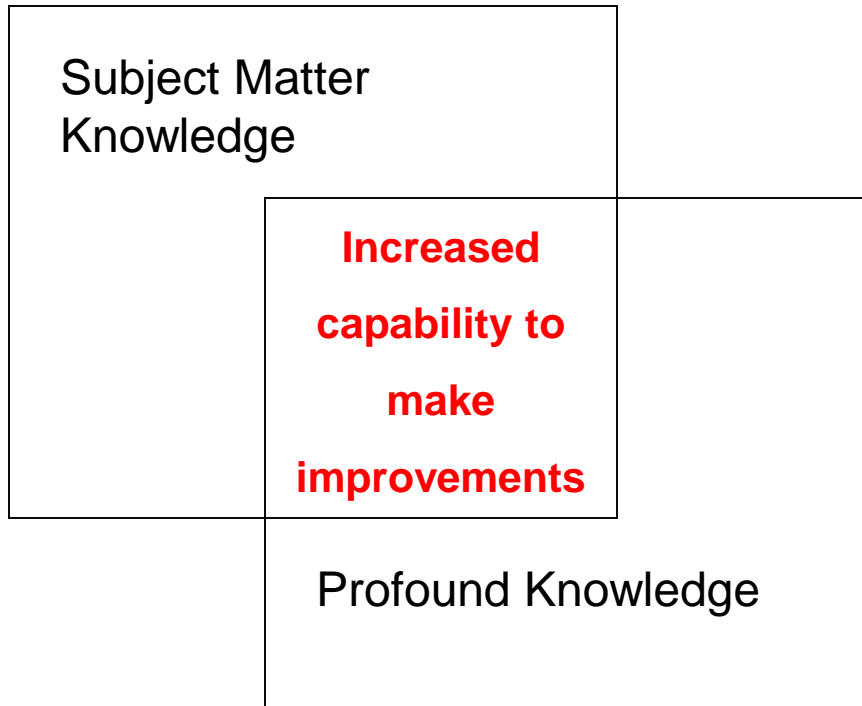 Subject Matter
Knowledge
Increased
capability to
make
improvements
Profound Knowledge